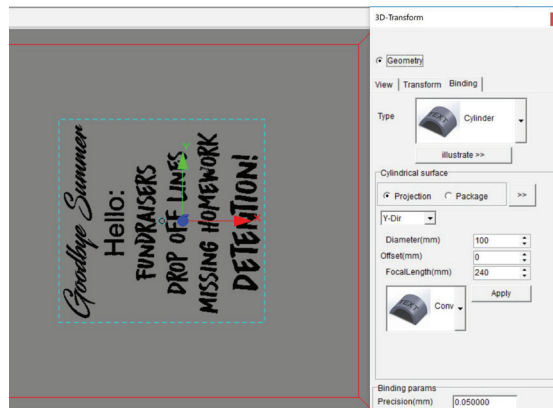 3D-Transform
Geometry
View Transform Binding
Type
TEXT
Cylinder
illustrate >>
Cylindrical surface
Projection Package >>
Y-Dir
Diameter(mm) 100
Offset(mm) 0
FocalLength(mm) 240
TEXT
Conv
Apply
Binding params
Precision(mm) 0.050000
Goodbye Summer
Hello:
FUNDRAISERS
DROP OFF LINES
MISSING HOMEWORK
DETENTION!
Y
X